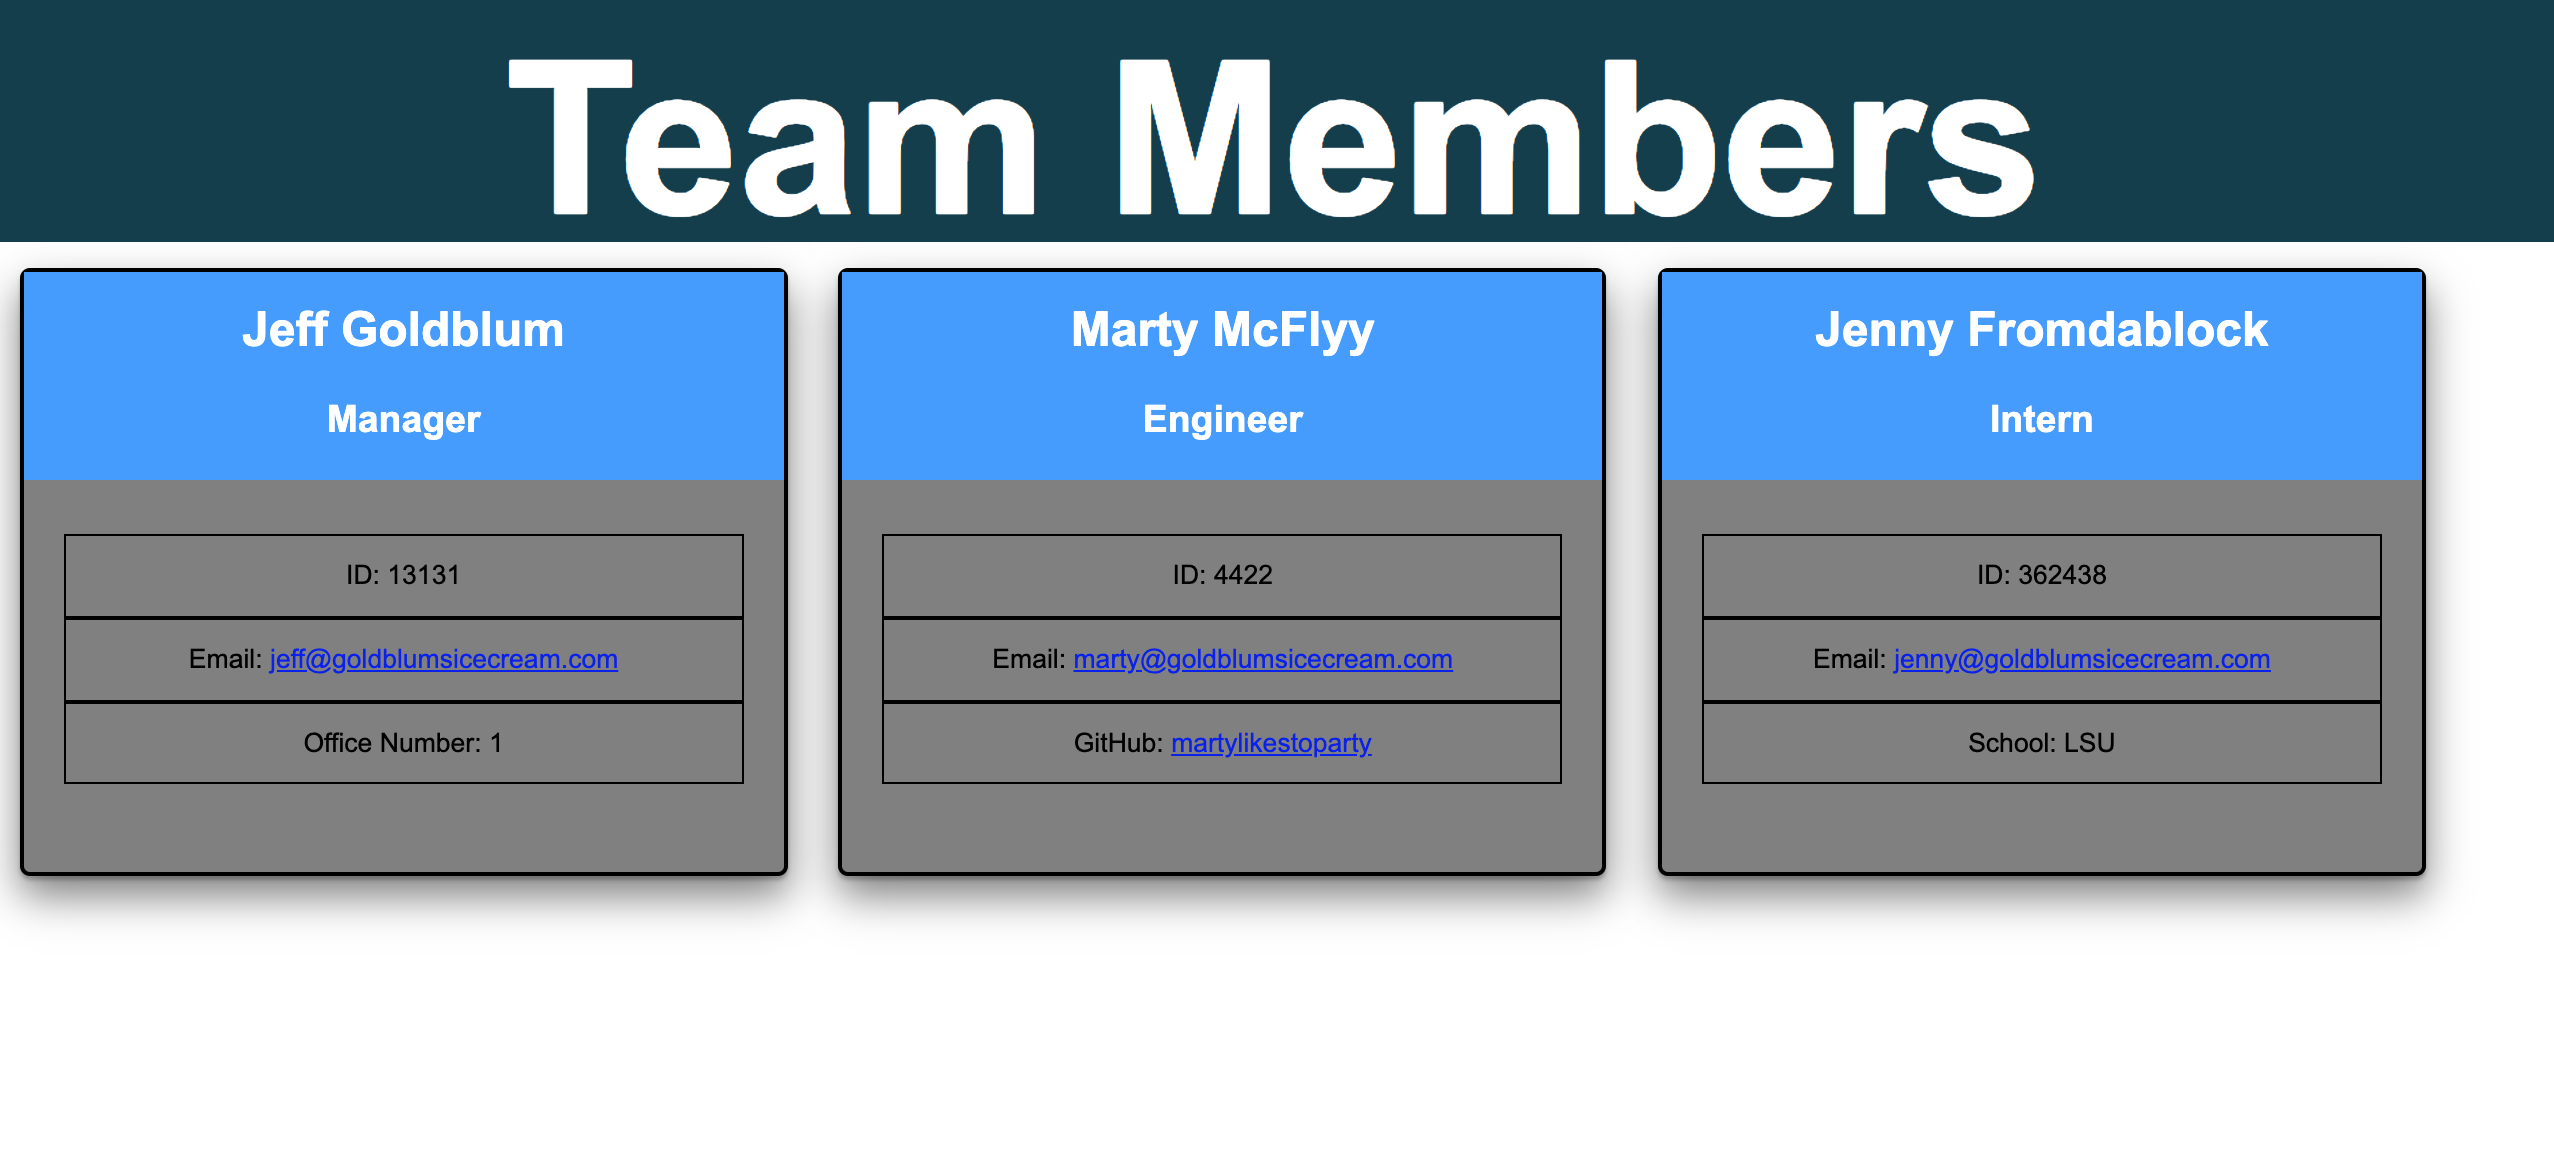 Team Members
Jeff Goldblum
Manager
ID: 13131
Email: jeff@goldblumsicecream.com
Office Number: 1
Marty McFlyy
Engineer
ID: 4422
Email: marty@goldblumsicecream.com
GitHub: martylikestoparty
Jenny Fromdablock
Intern
ID: 362438
Email: jenny@goldblumsicecream.com
School: LSU